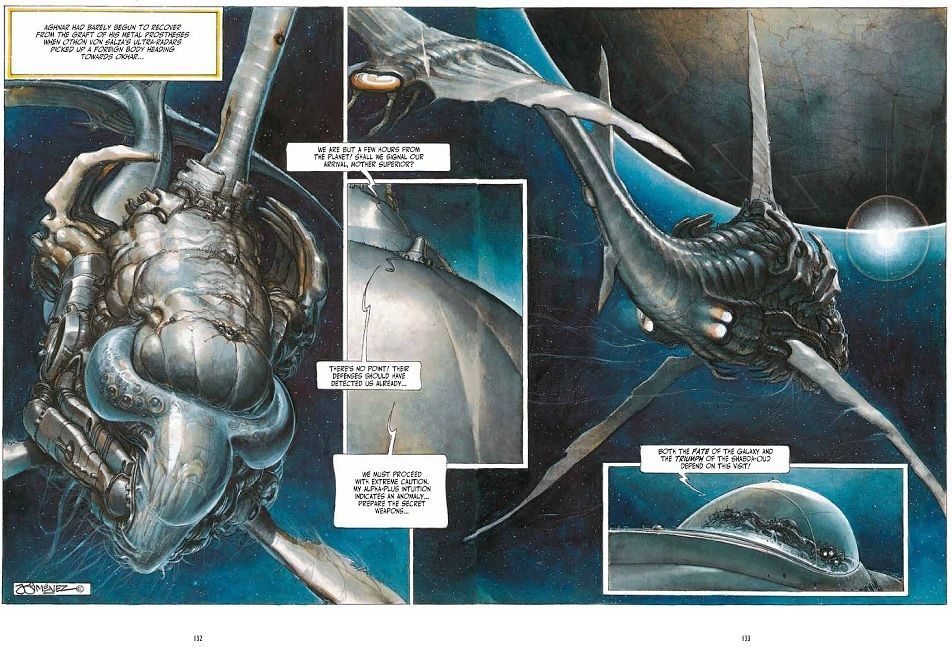 AGHNAR HAD BARELY BEGUN TO RECOVER
FROM THE GRAFT OF HIS METAL PROSTHESES
WHEN OTHON VON SALZA'S ULTRA-RADARS
PICKED UP A FOREIGN BODY HEADING
TOWARDS OKHAR...
WE ARE BUT A FEW HOURS FROM
THE PLANET! SHALL WE SIGNAL OUR
ARRIVAL, MOTHER SUPERIOR?
THERE'S NO POINT! THEIR
DEFENSES SHOULD HAVE
DETECTED US ALREADY...
WE MUST PROCEED
WITH EXTREME CAUTION.
MY ALPHA-PLUS INTUITION
INDICATES AN ANOMALY...
PREPARE THE SECRET
WEAPONS...
BOTH THE FATE OF THE GALAXY AND
THE TRIUMPH OF THE SHABDA-OUD
DEPEND ON THIS VISIT!
JGIMÉNEZ ©
132
133